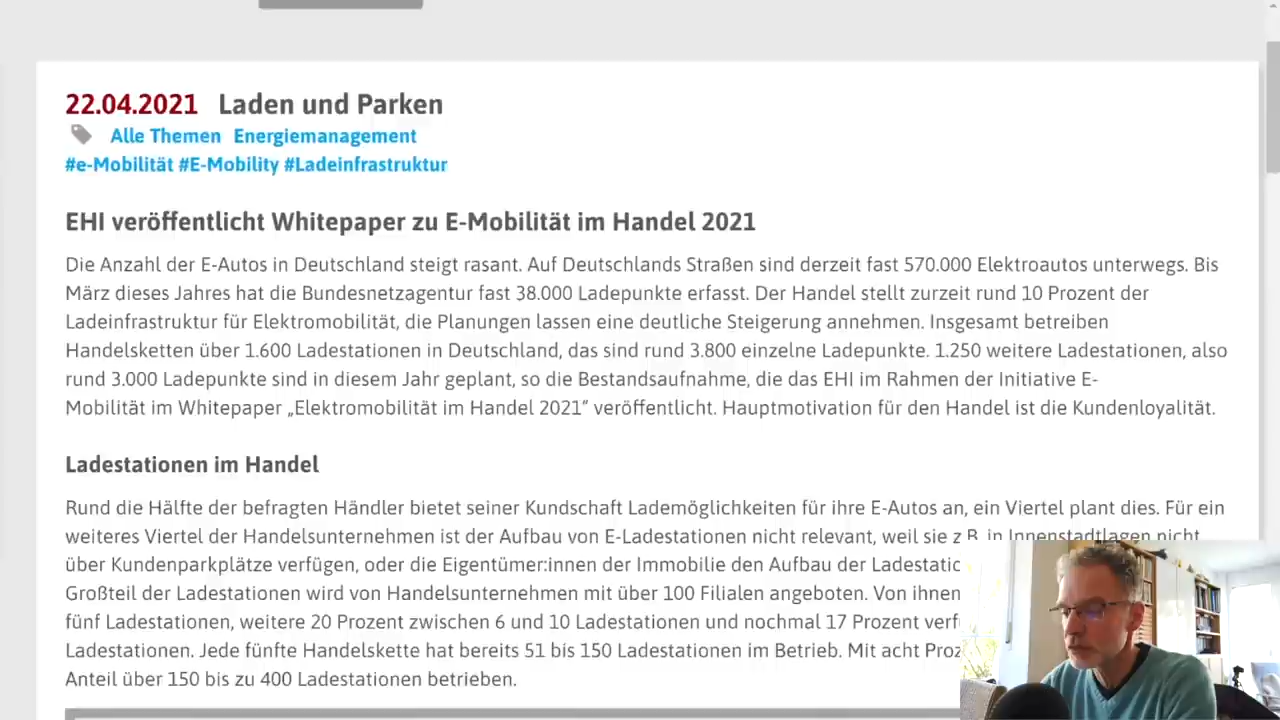 22.04.2021 Laden und Parken
Alle Themen Energiemanagement
#e-Mobilität #E-Mobility #Ladeinfrastruktur
EHI veröffentlicht Whitepaper zu E-Mobilität im Handel 2021
Die Anzahl der E-Autos in Deutschland steigt rasant. Auf Deutschlands Straßen sind derzeit fast 570.000 Elektroautos unterwegs. Bis
März dieses Jahres hat die Bundesnetzagentur fast 38.000 Ladepunkte erfasst. Der Handel stellt zurzeit rund 10 Prozent der
Ladeinfrastruktur für Elektromobilität, die Planungen lassen eine deutliche Steigerung annehmen. Insgesamt betreiben
Handelsketten über 1.600 Ladestationen in Deutschland, das sind rund 3.800 einzelne Ladepunkte. 1.250 weitere Ladestationen, also
rund 3.000 Ladepunkte sind in diesem Jahr geplant, so die Bestandsaufnahme, die das EHI im Rahmen der Initiative E-
Mobilität im Whitepaper „Elektromobilität im Handel 2021“ veröffentlicht. Hauptmotivation für den Handel ist die Kundenloyalität.
Ladestationen im Handel
Rund die Hälfte der befragten Händler bietet seiner Kundschaft Lademöglichkeiten für ihre E-Autos an, ein Viertel plant dies. Für ein
weiteres Viertel der Handelsunternehmen ist der Aufbau von E-Ladestationen nicht relevant, weil sie z.B. in Innenstadtlagen nicht
über Kundenparkplätze verfügen, oder die Eigentümer:innen der Immobilie den Aufbau der
Großteil der Ladestationen wird von Handelsunternehmen mit über 100 Filialen angeboten. Von ihnen
fünf Ladestationen, weitere 20 Prozent zwischen 6 und 10 Ladestationen und nochmal 17 Prozent
Ladestationen. Jede fünfte Handelskette hat bereits 51 bis 150 Ladestationen im Betrieb. Mit acht
Anteil über 150 bis zu 400 Ladestationen betrieben.